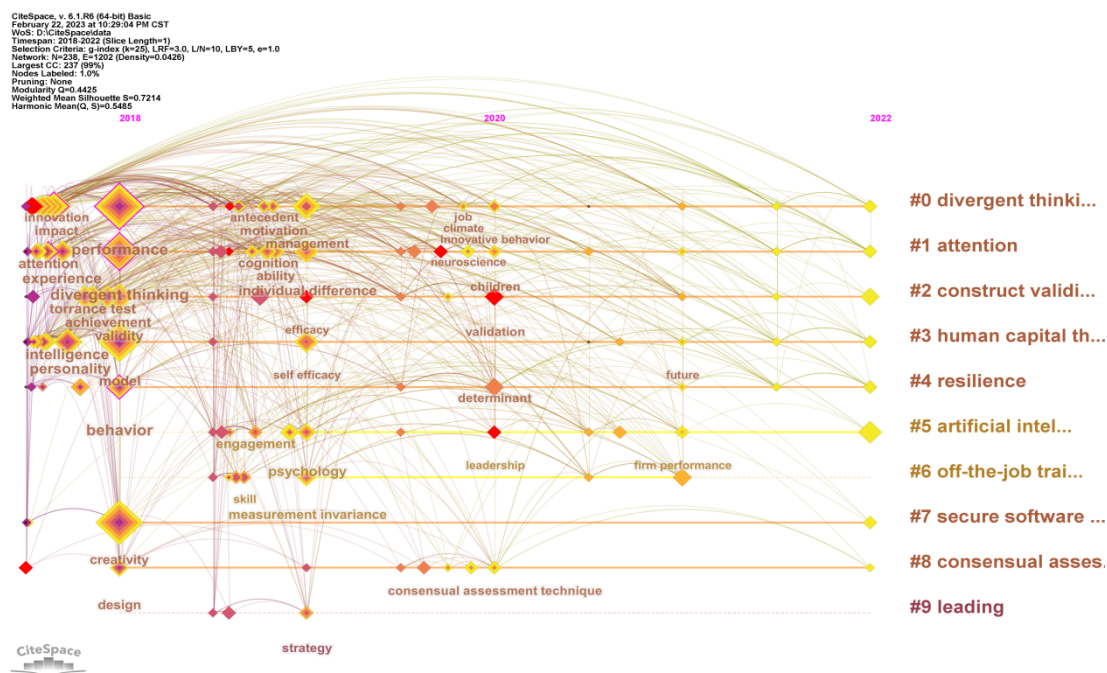 CiteSpace, v. 6.1.R6 (64-bit) Basic
February 22, 2023 at 10:29:04 PM CST
WoS: D:\CiteSpace\data
Timespan: 2018-2022 (Slice Length=1)
Selection Criteria: g-index (k=25), LRF=3.0, L/N=10, LBY=5, e=1.0
Network: N=238, E=1202 (Density=0.0426)
Largest CC: 237 (99%)
Nodes Labeled: 1.0%
Pruning: None
Modularity Q=0.4425
Weighted Mean Silhouette S=0.7214
Harmonic Mean(Q, S)=0.5485
2018 2020 2022
#0 divergent thinki...
innovation antecedent job
impact motivation climate
performance management innovative behavior
#1 attention
attention cognition neuroscience
experience ability
divergent thinking individual difference children
#2 construct validi...
torrance test
achievement
validity efficacy validation
#3 human capital th...
intelligence
personality
model self efficacy future
#4 resilience
determinant
behavior
#5 artificial intel...
engagement
psychology leadership firm performance
#6 off-the-job trai...
skill
measurement invariance
#7 secure software ...
creativity
#8 consensual asses.
consensual assessment technique
design
#9 leading
strategy
CiteSpace